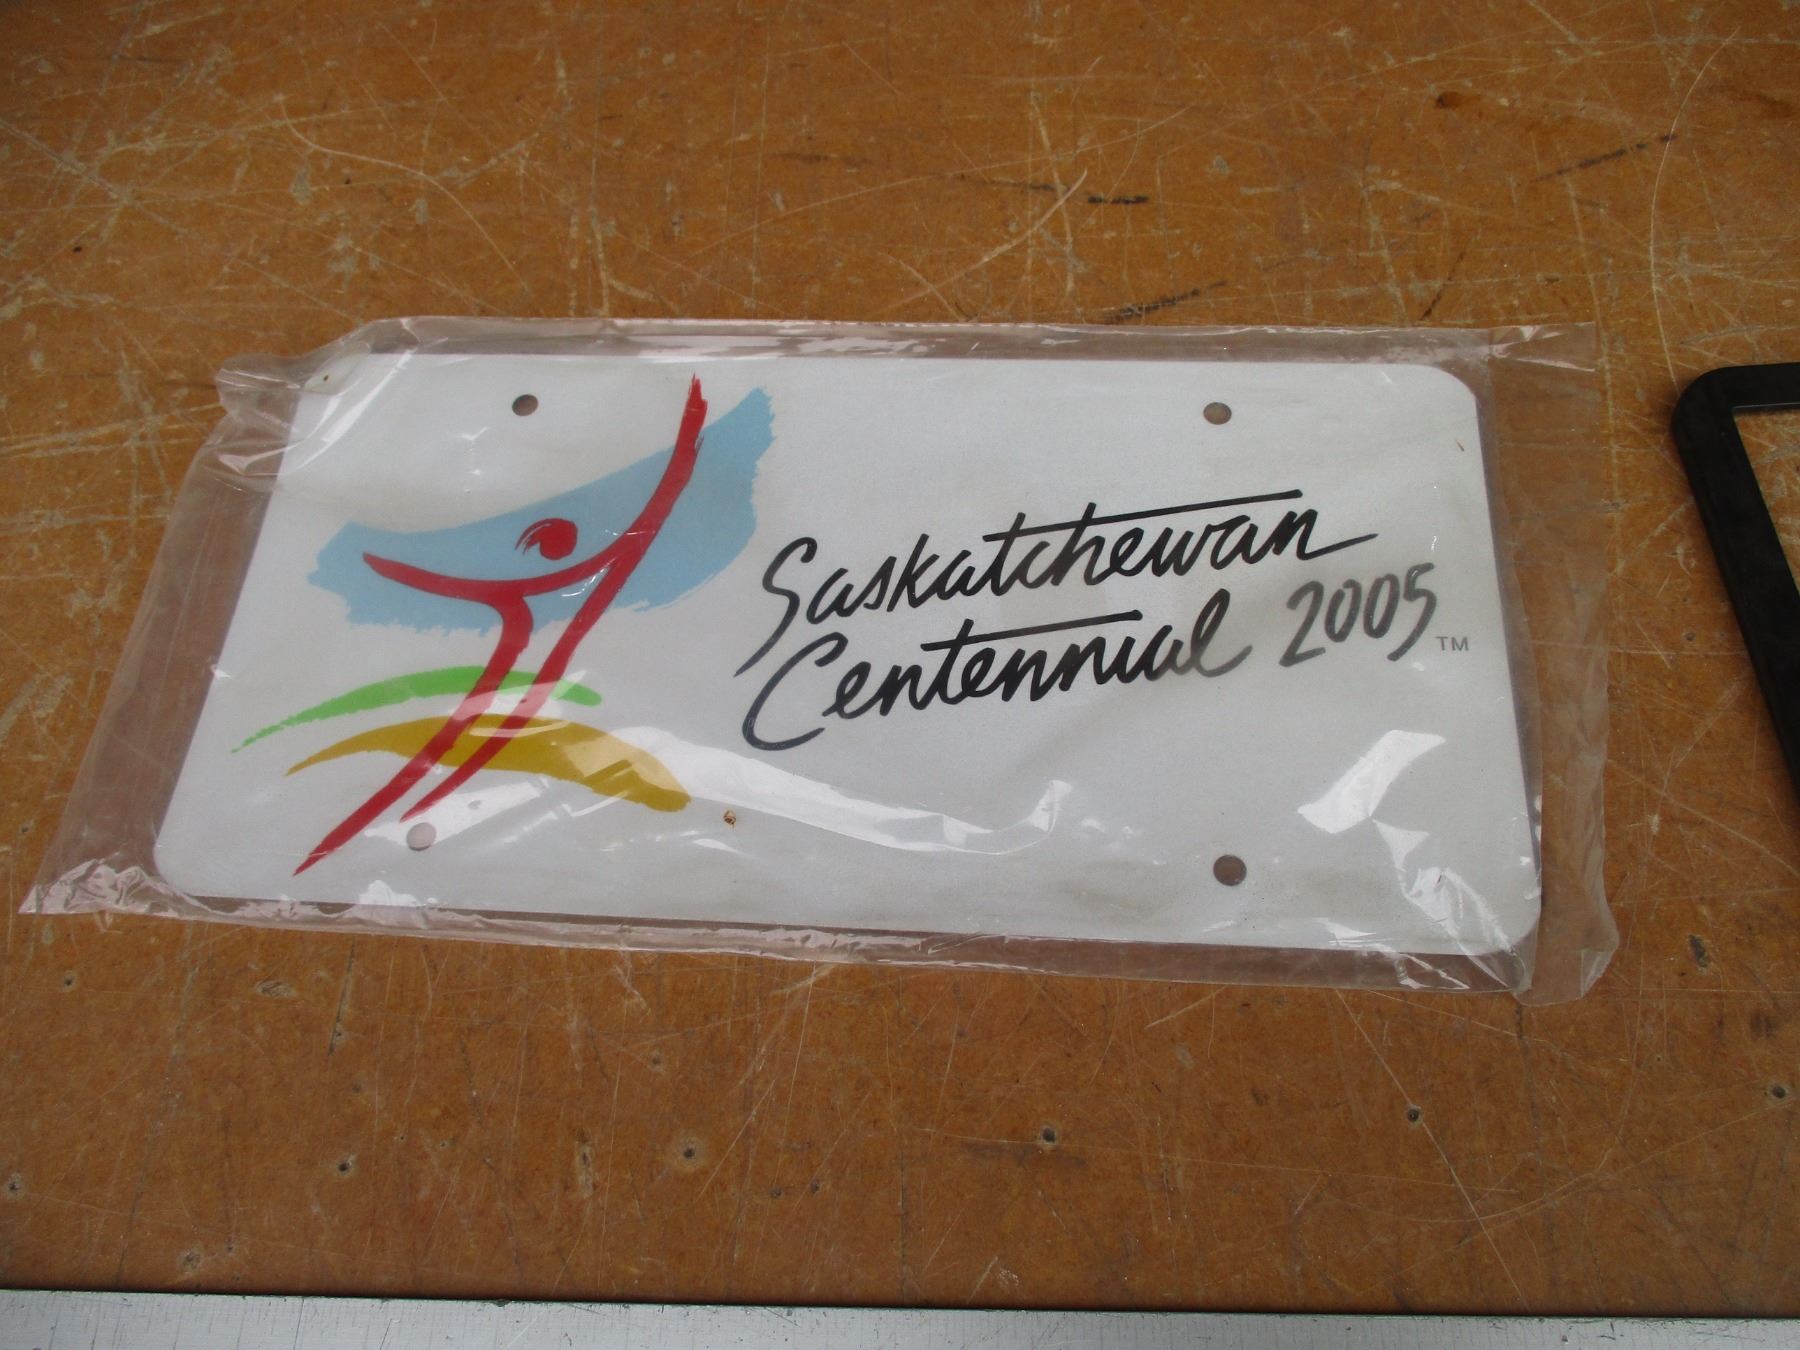 Saskatchewan
Centennial 2005 ™